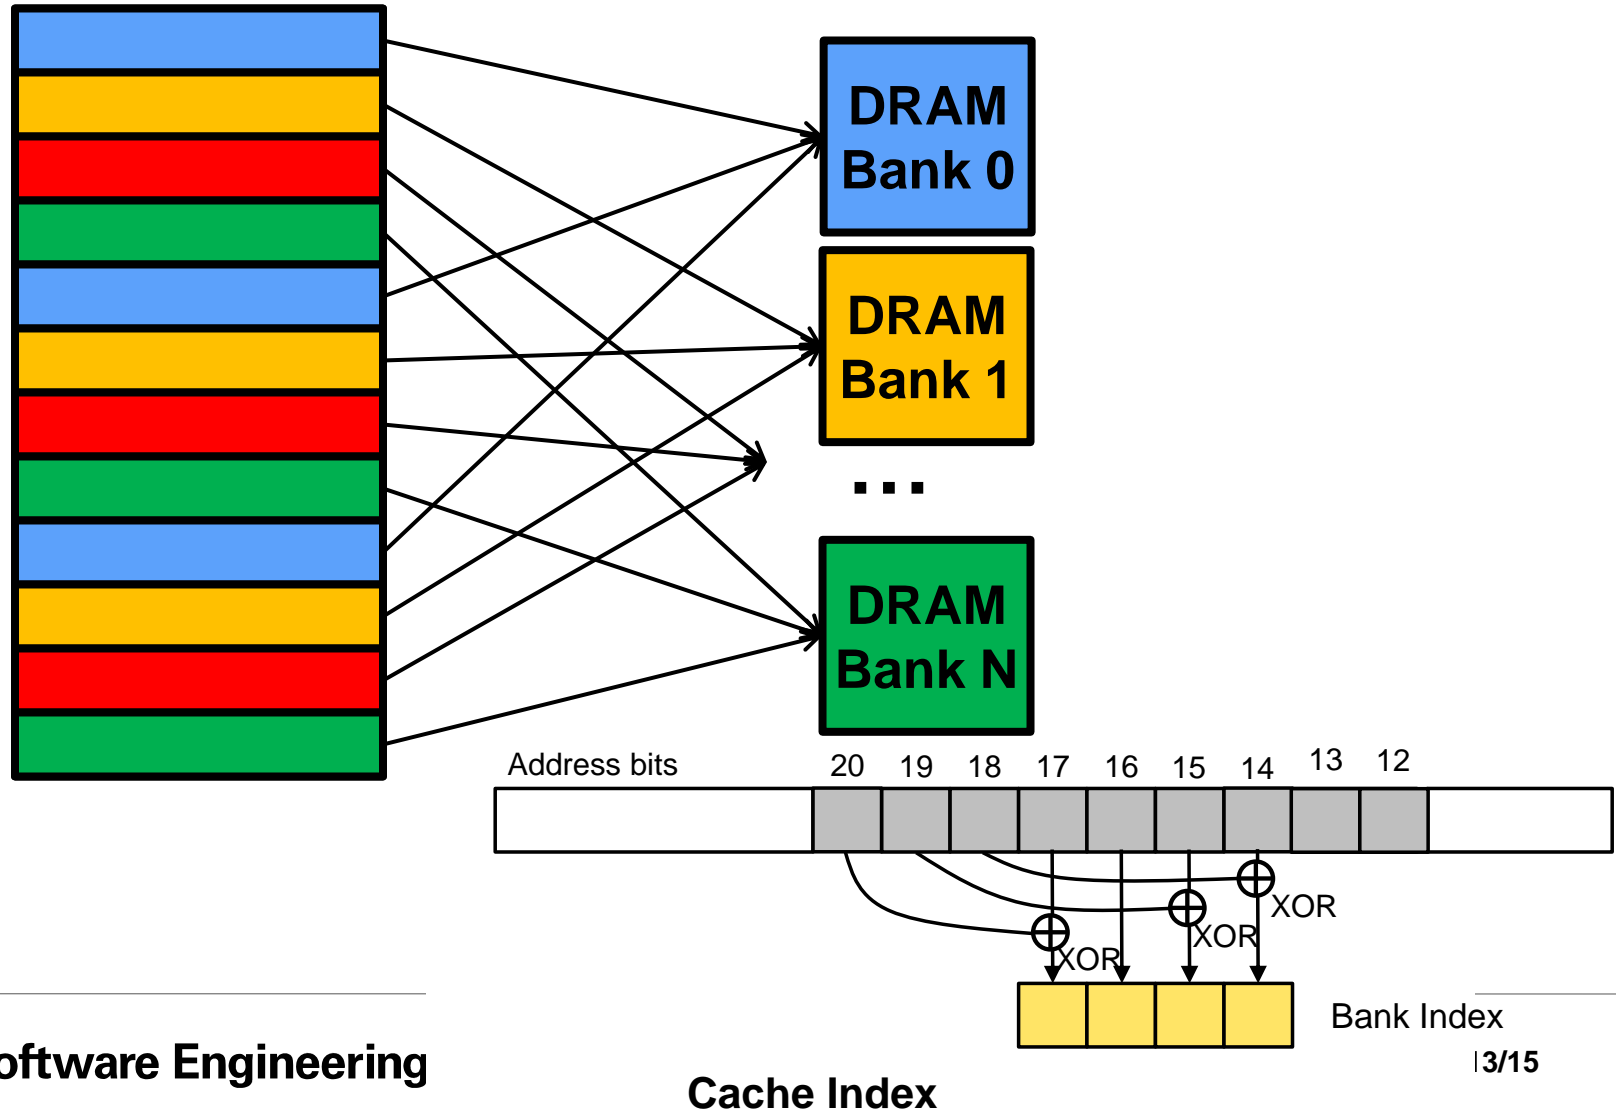 DRAM
Bank 0
DRAM
Bank 1
...
DRAM
Bank N
Address bits
20 19 18 17 16 15 14 13 12
XOR
XOR
XOR
Bank Index
oftware Engineering
3/15
Cache Index